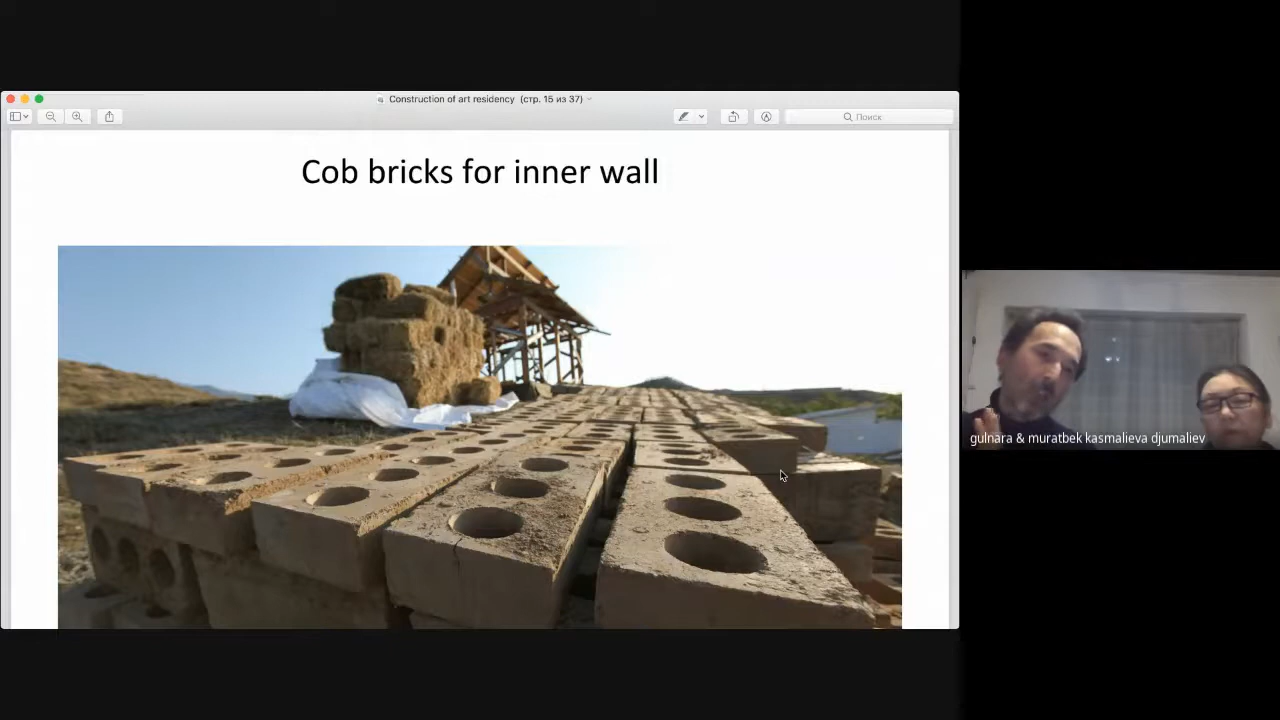 Construction of art residency (стр. 15 из 37)
Поиск
Cob bricks for inner wall
gulnara & muratbek kasmalieva djumaliev